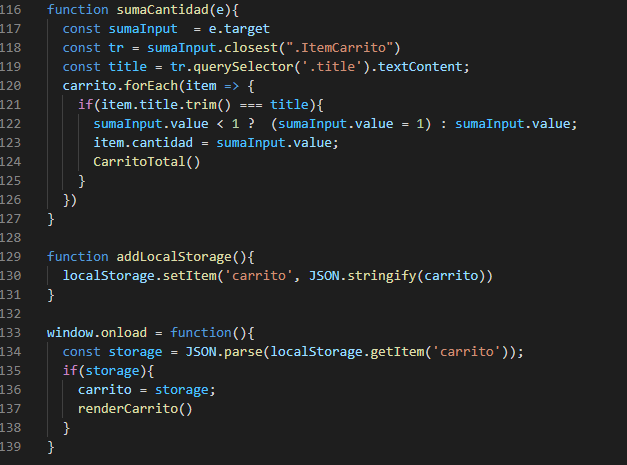 116 function sumaCantidad(e){
117   const sumaInput  = e.target
118   const tr = sumaInput.closest(".ItemCarrito")
119   const title = tr.querySelector('.title').textContent;
120   carrito.forEach(item => {
121     if(item.title.trim() === title){
122       sumaInput.value < 1 ?  (sumaInput.value = 1) : sumaInput.value;
123       item.cantidad = sumaInput.value;
124       CarritoTotal()
125     }
126   })
127 }
128
129 function addLocalStorage(){
130   localStorage.setItem('carrito', JSON.stringify(carrito))
131 }
132
133 window.onload = function(){
134   const storage = JSON.parse(localStorage.getItem('carrito'));
135   if(storage){
136     carrito = storage;
137     renderCarrito()
138   }
139 }